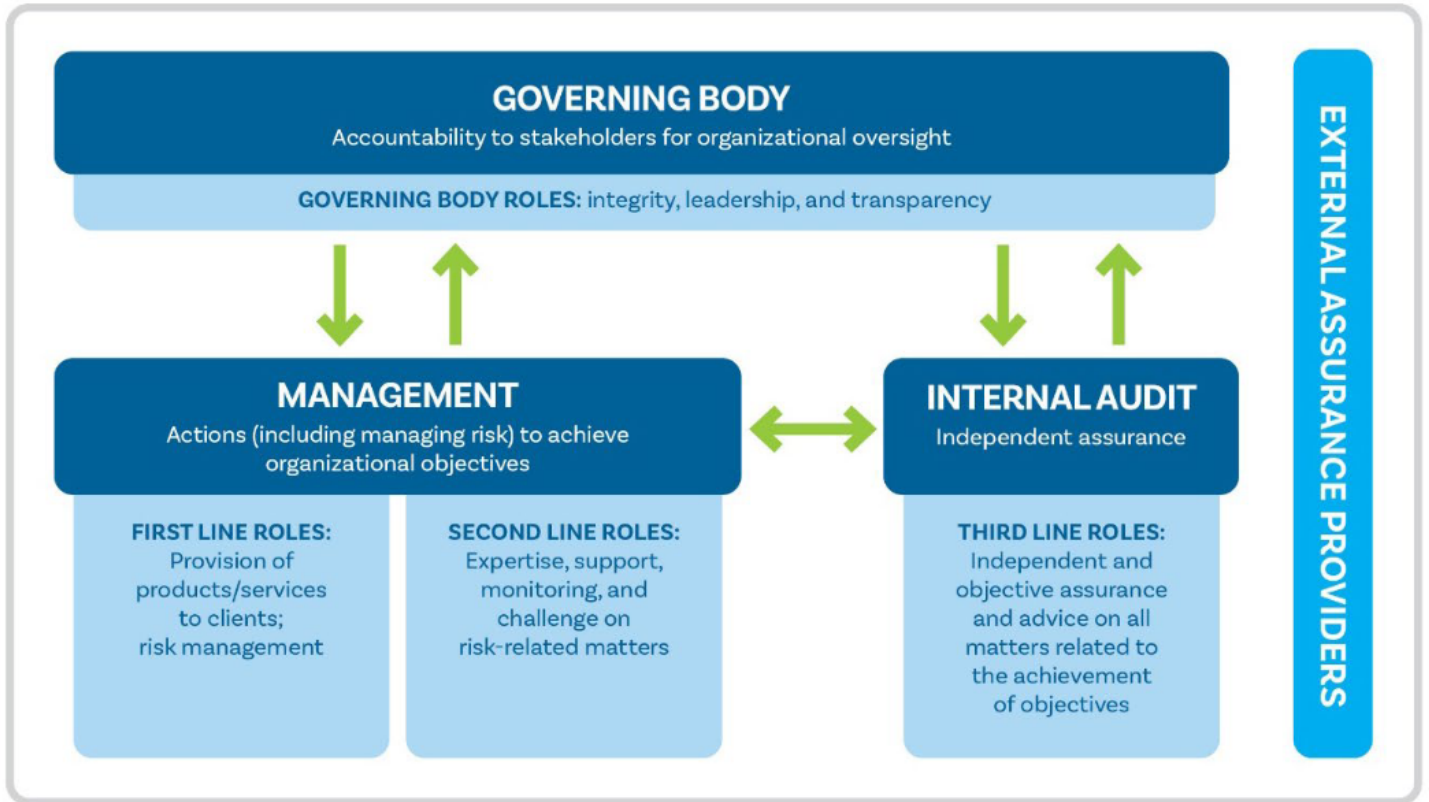 GOVERNING BODY
Accountability to stakeholders for organizational oversight
GOVERNING BODY ROLES: integrity, leadership, and transparency
MANAGEMENT
Actions (including managing risk) to achieve
organizational objectives
FIRST LINE ROLES:
Provision of
products/services
to clients;
risk management
SECOND LINE ROLES:
Expertise, support,
monitoring, and
challenge on
risk-related matters
INTERNAL AUDIT
Independent assurance
THIRD LINE ROLES:
Independent and
objective assurance
and advice on all
matters related to
the achievement
of objectives
EXTERNAL ASSURANCE PROVIDERS